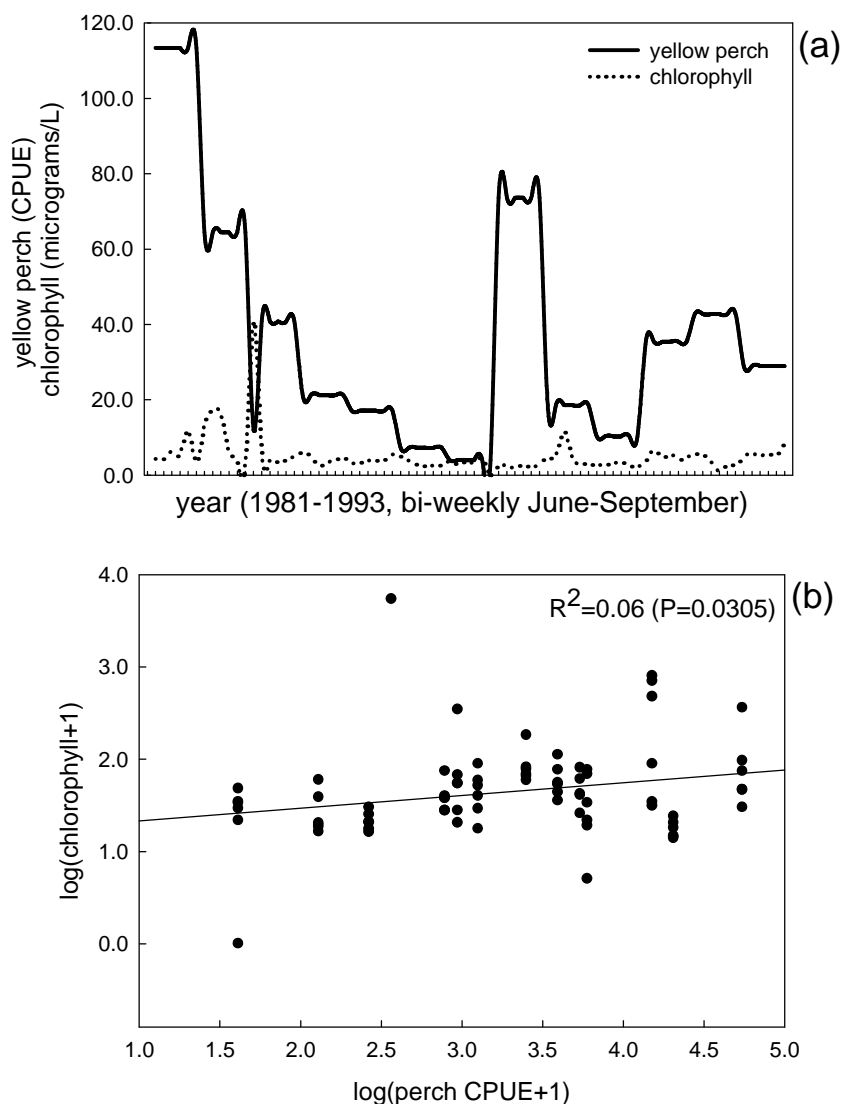 (a)
120.0
100.0
80.0
60.0
40.0
20.0
0.0
yellow perch (CPUE)
chlorophyll (micrograms/L)
yellow perch
chlorophyll
year (1981-1993, bi-weekly June-September)
(b)
R²=0.06 (P=0.0305)
4.0
3.0
2.0
1.0
0.0
log(chlorophyll+1)
1.0 1.5 2.0 2.5 3.0 3.5 4.0 4.5 5.0
log(perch CPUE+1)